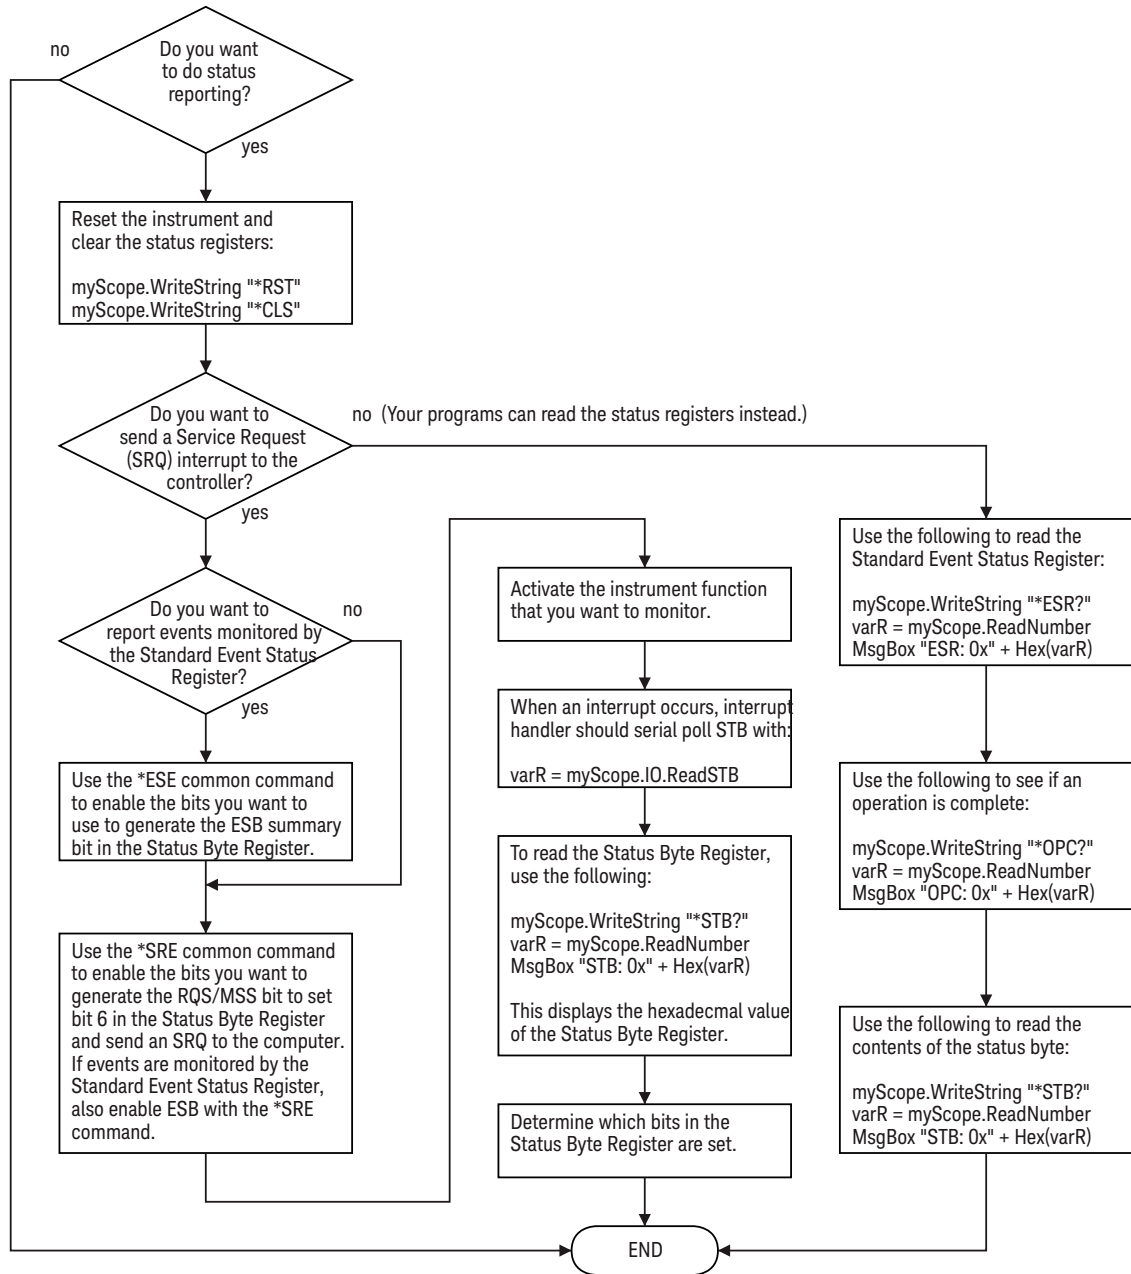 no
Do you want
to do status
reporting?
yes
Reset the instrument and
clear the status registers:
myScope.WriteString "*RST"
myScope.WriteString "*CLS"
Do you want to
send a Service Request
(SRQ) interrupt to the
controller?
no (Your programs can read the status registers instead.)
yes
Do you want to
report events monitored by
the Standard Event Status
Register?
no
yes
Use the *ESE common command
to enable the bits you want to
use to generate the ESB summary
bit in the Status Byte Register.
Use the *SRE common command
to enable the bits you want to
generate the RQS/MSS bit to set
bit 6 in the Status Byte Register
and send an SRQ to the computer.
If events are monitored by the
Standard Event Status Register,
also enable ESB with the *SRE
command.
Activate the instrument function
that you want to monitor.
When an interrupt occurs, interrupt
handler should serial poll STB with:
varR = myScope.IO.ReadSTB
To read the Status Byte Register,
use the following:
myScope.WriteString "*STB?"
varR = myScope.ReadNumber
MsgBox "STB: 0x" + Hex(varR)
This displays the hexadecmal value
of the Status Byte Register.
Determine which bits in the
Status Byte Register are set.
Use the following to read the
Standard Event Status Register:
myScope.WriteString "*ESR?"
varR = myScope.ReadNumber
MsgBox "ESR: 0x" + Hex(varR)
Use the following to see if an
operation is complete:
myScope.WriteString "*OPC?"
varR = myScope.ReadNumber
MsgBox "OPC: 0x" + Hex(varR)
Use the following to read the
contents of the status byte:
myScope.WriteString "*STB?"
varR = myScope.ReadNumber
MsgBox "STB: 0x" + Hex(varR)
END